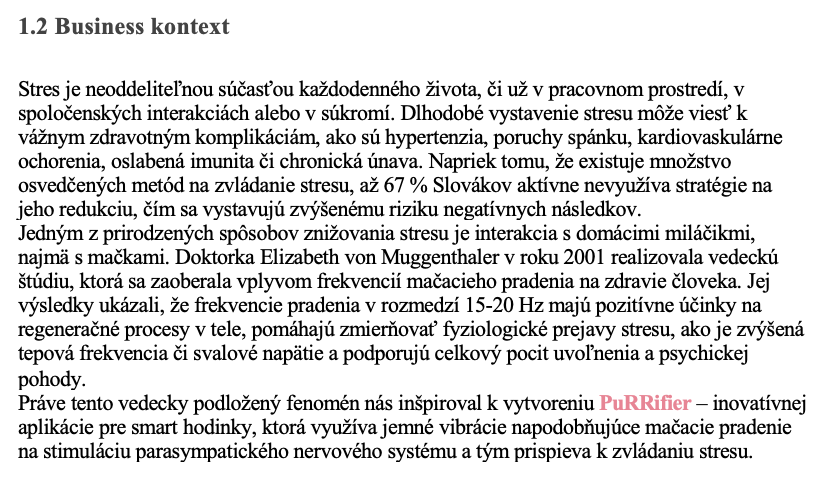 1.2 Business kontext
Stres je neoddeliteľnou súčasťou každodenného života, či už v pracovnom prostredí, v
spoločenských interakciách alebo v súkromí. Dlhodobé vystavenie stresu môže viesť k
vážnym zdravotným komplikáciám, ako sú hypertenzia, poruchy spánku, kardiovaskulárne
ochorenia, oslabená imunita či chronická únava. Napriek tomu, že existuje množstvo
osvedčených metód na zvládanie stresu, až 67 % Slovákov aktívne nevyužíva stratégie na
jeho redukciu, čím sa vystavujú zvýšenému riziku negatívnych následkov.
Jedným z prirodzených spôsobov znižovania stresu je interakcia s domácimi miláčikmi,
najmä s mačkami. Doktorka Elizabeth von Muggenthaler v roku 2001 realizovala vedeckú
štúdiu, ktorá sa zaoberala vplyvom frekvencií mačacieho pradenia na zdravie človeka. Jej
výsledky ukázali, že frekvencie pradenia v rozmedzí 15-20 Hz majú pozitívne účinky na
regeneračné procesy v tele, pomáhajú zmierňovať fyziologické prejavy stresu, ako je zvýšená
tepová frekvencia či svalové napätie a podporujú celkový pocit uvoľnenia a psychickej
pohody.
Práve tento vedecky podložený fenomén nás inšpiroval k vytvoreniu PuRRifier – inovatívnej
aplikácie pre smart hodinky, ktorá využíva jemné vibrácie napodobňujúce mačacie pradenie
na stimuláciu parasympatického nervového systému a tým prispieva k zvládaniu stresu.